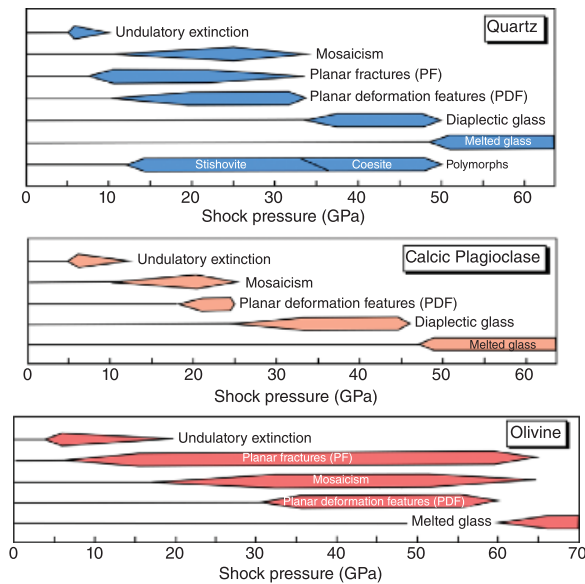 Quartz
Undulatory extinction
Mosaicism
Planar fractures (PF)
Planar deformation features (PDF)
Diaplectic glass
Melted glass
Stishovite Coesite Polymorphs
0 10 20 30 40 50 60
Shock pressure (GPa)
Calcic Plagioclase
Undulatory extinction
Mosaicism
Planar deformation features (PDF)
Diaplectic glass
Melted glass
0 10 20 30 40 50 60
Shock pressure (GPa)
Olivine
Undulatory extinction
Planar fractures (PF)
Mosaicism
Planar deformation features (PDF)
Melted glass
0 10 20 30 40 50 60 70
Shock pressure (GPa)